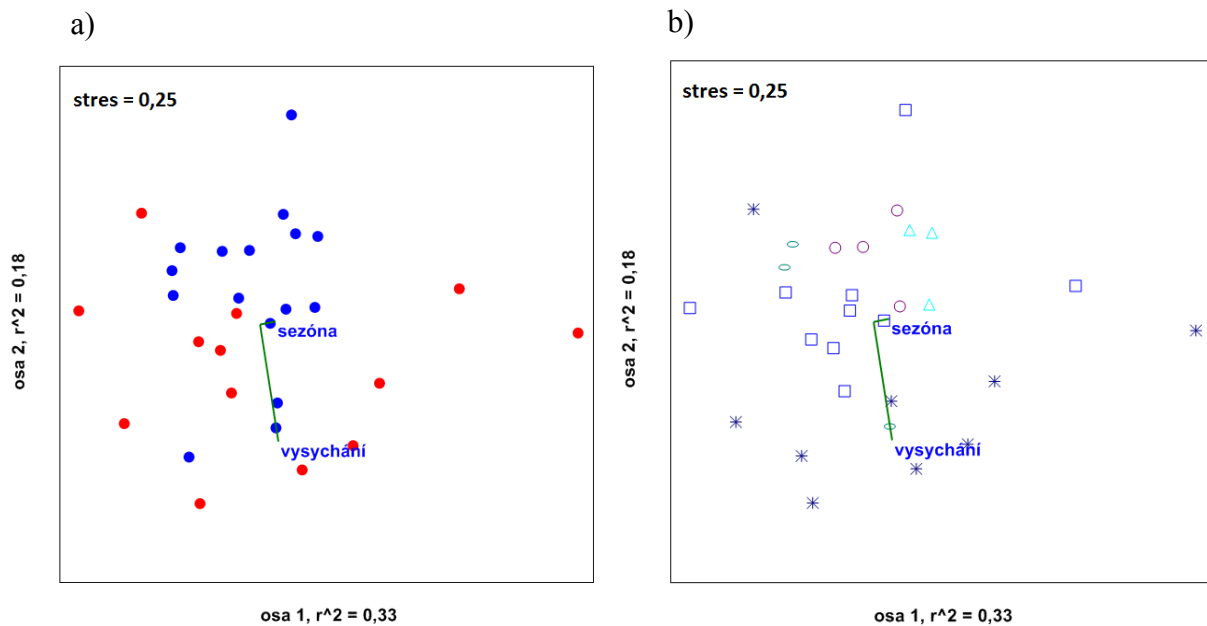 a)
stres = 0,25
osa 2, r^2 = 0,18
sezóna
vysychání
osa 1, r^2 = 0,33
b)
stres = 0,25
osa 2, r^2 = 0,18
sezóna
vysychání
osa 1, r^2 = 0,33